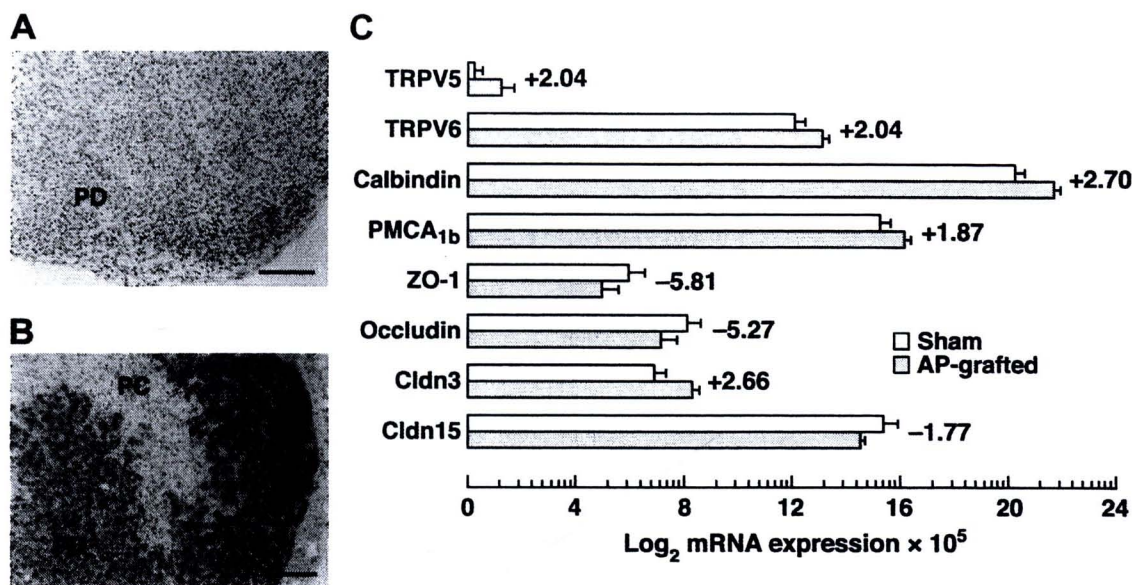 A
PD
B
PC
C
TRPV5
+2.04
TRPV6
+2.04
Calbindin
+2.70
PMCA1b
+1.87
ZO-1
−5.81
Occludin
−5.27
Cldn3
+2.66
Cldn15
−1.77
Sham
AP-grafted
0 4 8 12 16 20 24
Log2 mRNA expression × 10⁵